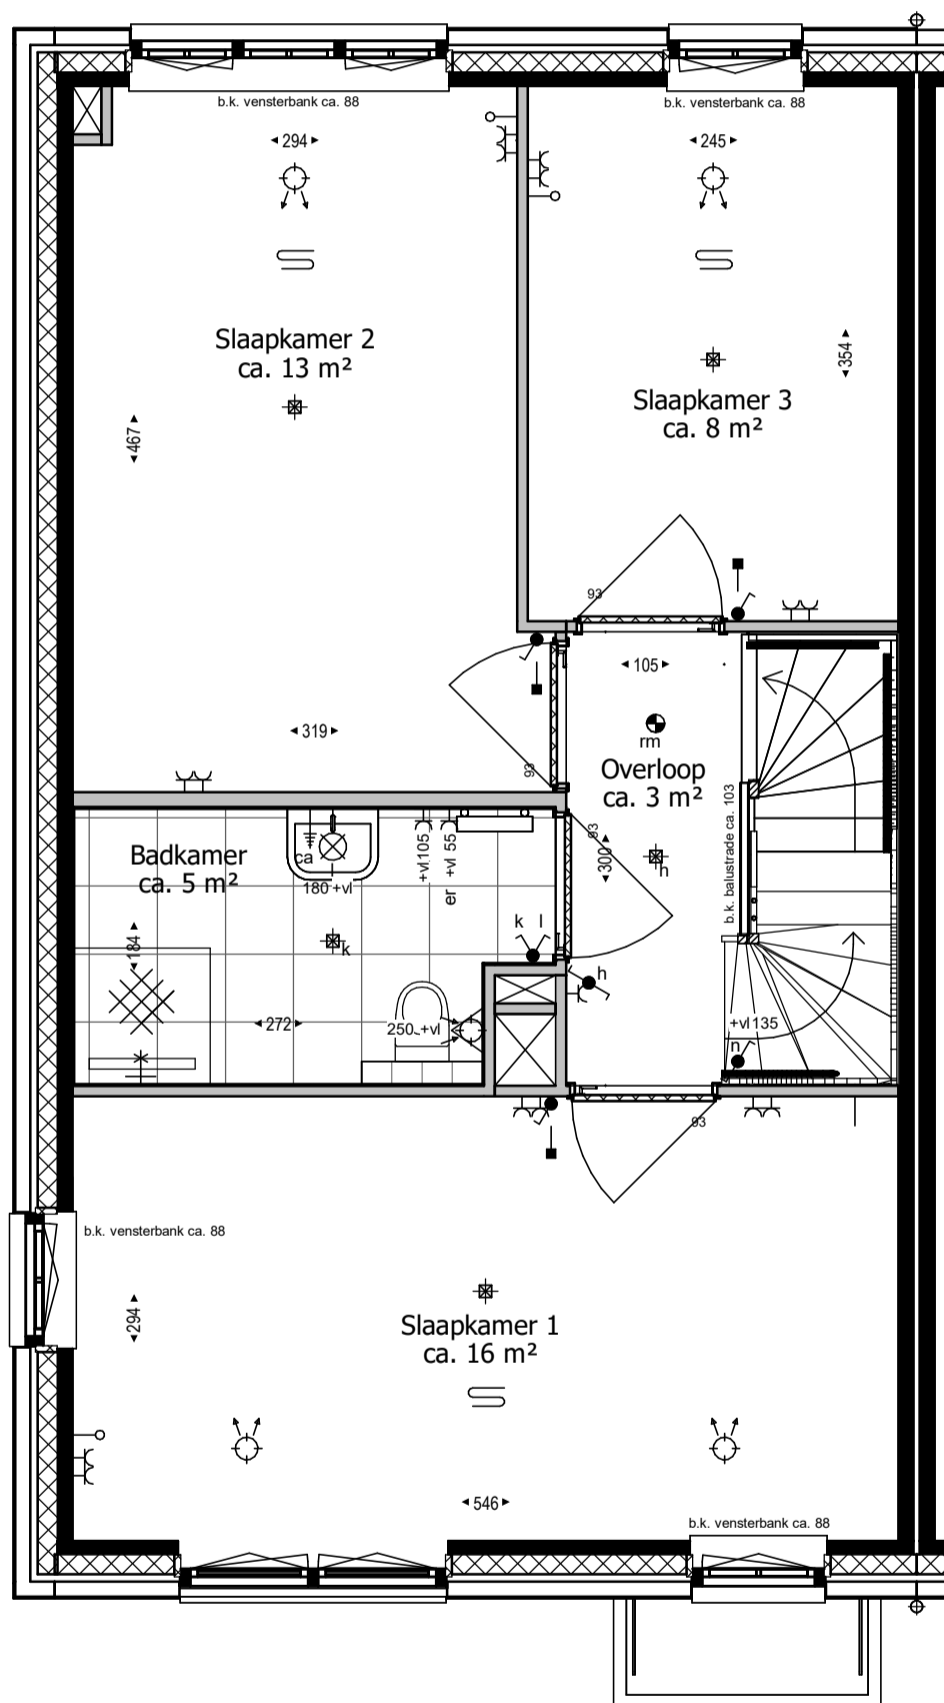 b.k. vensterbank ca. 88
b.k. vensterbank ca. 88
294
245
Slaapkamer 2
ca. 13 m²
354
Slaapkamer 3
ca. 8 m²
467
93
105
rm
319
93
Overloop
ca. 3 m²
b.k. balustrade ca. 103
Badkamer
ca. 5 m²
ca
180 +vl
+vl 105
er +vl 55
93
300
h
184
k
k l
h
272
250 +vl
+vl 135
n
93
b.k. vensterbank ca. 88
294
Slaapkamer 1
ca. 16 m²
546
b.k. vensterbank ca. 88